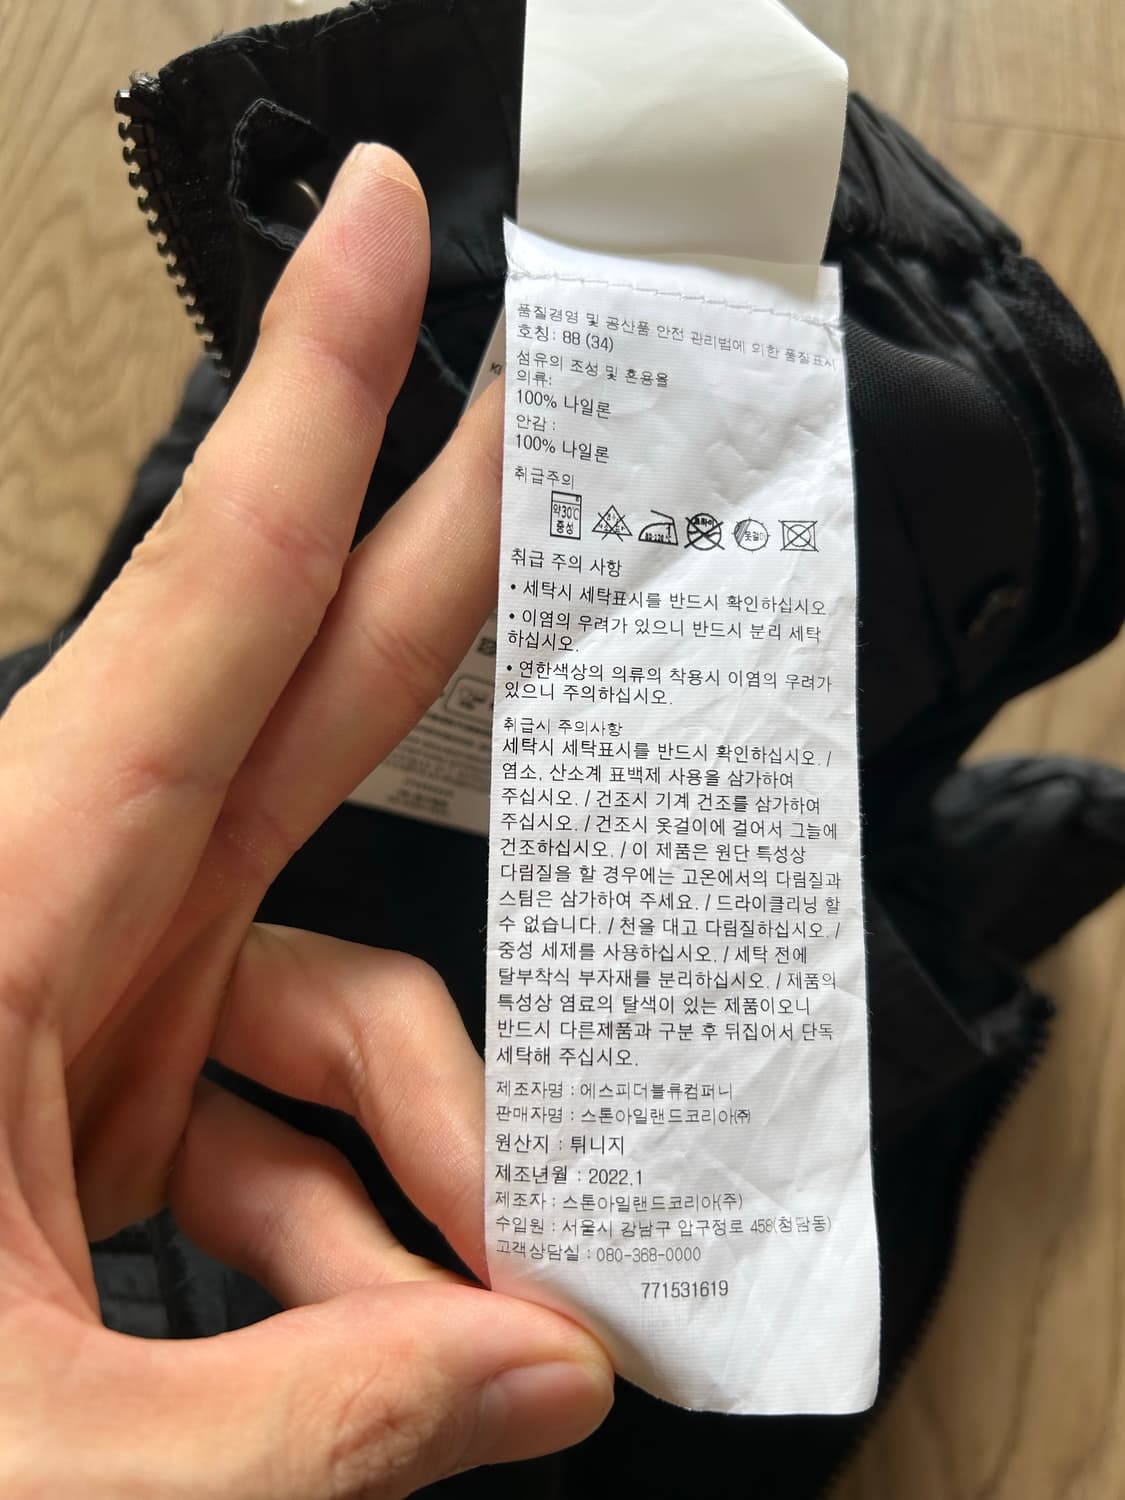 품질경영 및 공산품 안전 관리법에 의한 품질표시
호칭: 88 (34)
섬유의 조성 및 혼용율
의류:
100% 나일론
안감 :
100% 나일론
취급주의
약30℃
중성
드라이
옷걸이
취급 주의 사항
• 세탁시 세탁표시를 반드시 확인하십시오
• 이염의 우려가 있으니 반드시 분리 세탁
하십시오.
• 연한색상의 의류의 착용시 이염의 우려가
있으니 주의하십시오.
취급시 주의사항
세탁시 세탁표시를 반드시 확인하십시오. /
염소, 산소계 표백제 사용을 삼가하여
주십시오. / 건조시 기계 건조를 삼가하여
주십시오. / 건조시 옷걸이에 걸어서 그늘에
건조하십시오. / 이 제품은 원단 특성상
다림질을 할 경우에는 고온에서의 다림질과
스팀은 삼가하여 주세요. / 드라이클리닝 할
수 없습니다. / 천을 대고 다림질하십시오. /
중성 세제를 사용하십시오. / 세탁 전에
탈부착식 부자재를 분리하십시오. / 제품의
특성상 염료의 탈색이 있는 제품이오니
반드시 다른제품과 구분 후 뒤집어서 단독
세탁해 주십시오.
제조자명 : 에스피더블류컴퍼니
판매자명 : 스톤아일랜드코리아㈜
원산지 : 튀니지
제조년월 : 2022.1
제조자 : 스톤아일랜드코리아(주)
수입원 : 서울시 강남구 압구정로 458(청담동)
고객상담실 : 080-368-0000
771531619